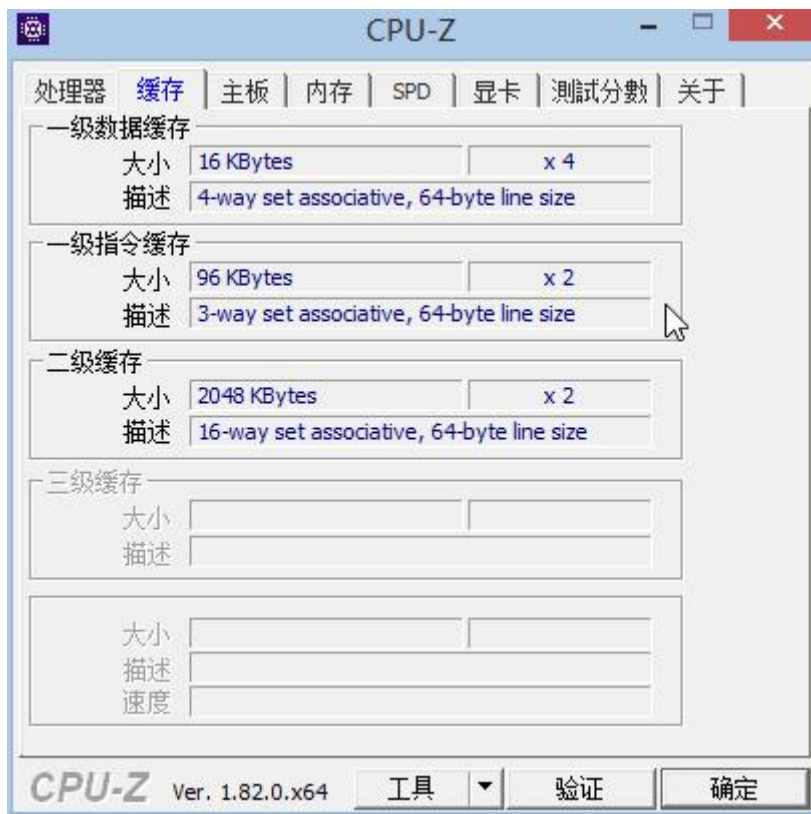 CPU-Z
处理器 缓存 主板 内存 SPD 显卡 測試分數 关于
一级数据缓存
大小 16 KBytes x 4
描述 4-way set associative, 64-byte line size
一级指令缓存
大小 96 KBytes x 2
描述 3-way set associative, 64-byte line size
二级缓存
大小 2048 KBytes x 2
描述 16-way set associative, 64-byte line size
三级缓存
大小
描述
大小
描述
速度
CPU-Z Ver. 1.82.0.x64 工具 验证 确定